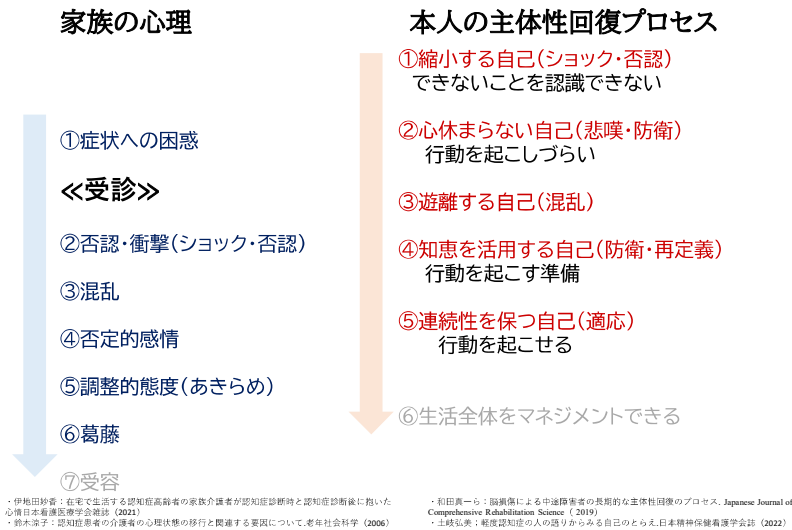 家族の心理
①症状への困惑
≪受診≫
②否認・衝撃（ショック・否認）
③混乱
④否定的感情
⑤調整的態度（あきらめ）
⑥葛藤
⑦受容
・伊地田妙香：在宅で生活する認知症高齢者の家族介護者が認知症診断時と認知症診断後に抱いた
心情日本看護医療学会雑誌（2021）
・鈴木涼子：認知症患者の介護者の心理状態の移行と関連する要因について.老年社会科学（2006）
本人の主体性回復プロセス
①縮小する自己（ショック・否認）
できないことを認識できない
②心休まらない自己（悲嘆・防衛）
行動を起こしづらい
③遊離する自己（混乱）
④知恵を活用する自己（防衛・再定義）
行動を起こす準備
⑤連続性を保つ自己（適応）
行動を起こせる
⑥生活全体をマネジメントできる
・和田真一ら：脳損傷による中途障害者の長期的な主体性回復のプロセス. Japanese Journal of
Comprehensive Rehabilitation Science（ 2019）
・土岐弘美；軽度認知症の人の語りからみる自己のとらえ.日本精神保健看護学会誌（2022）